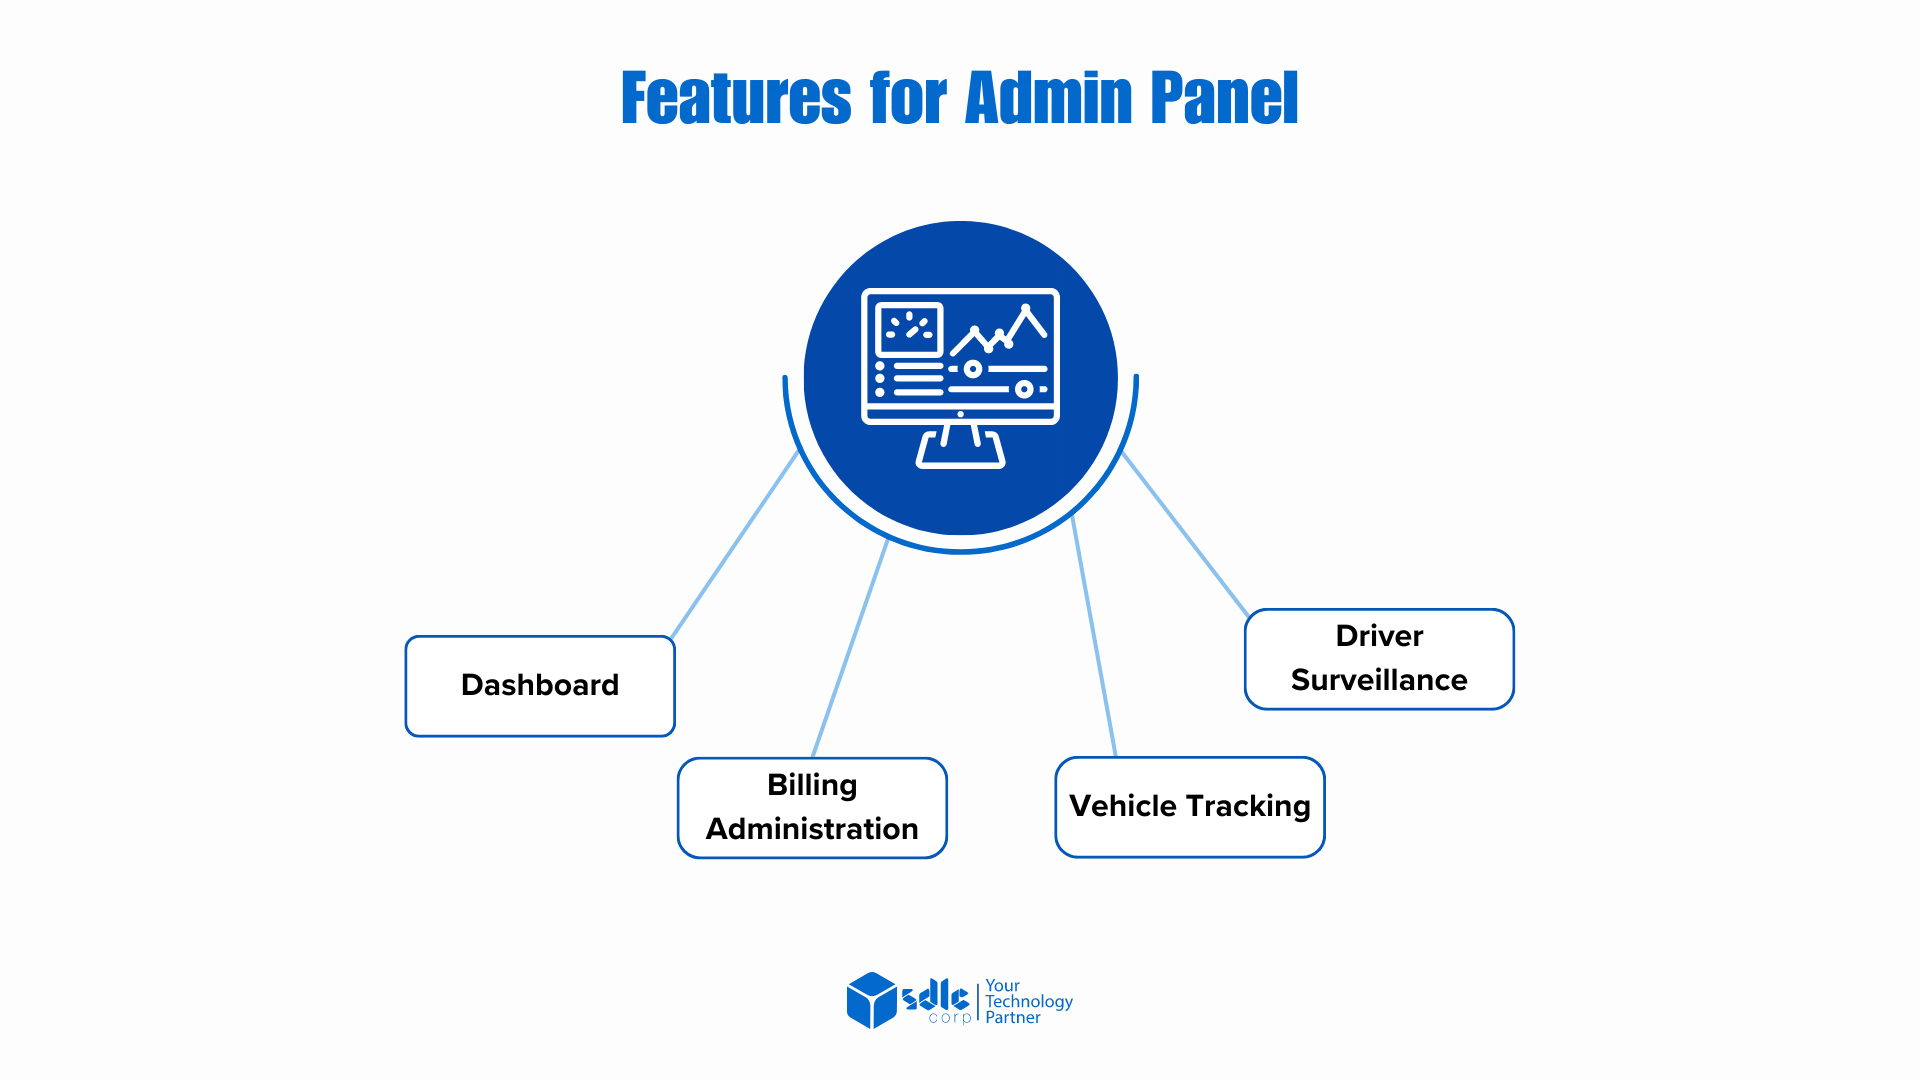 Features for Admin Panel
Dashboard
Billing
Administration
Vehicle Tracking
Driver
Surveillance
sdlc
corp
Your
Technology
Partner